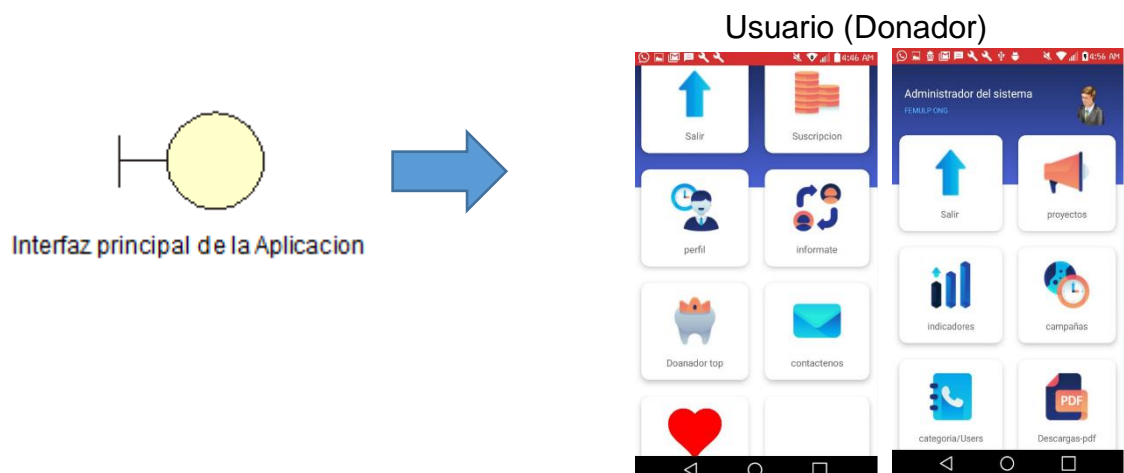 Usuario (Donador)
4:46 AM
4:56 AM
Administrador del sistema
FEMULP ONG
Salir
Suscripcion
Salir
proyectos
perfil
informate
Interfaz principal de la Aplicacion
indicadores
campañas
Doanador top
contactenos
categoria/Users
Descargas-pdf
PDF